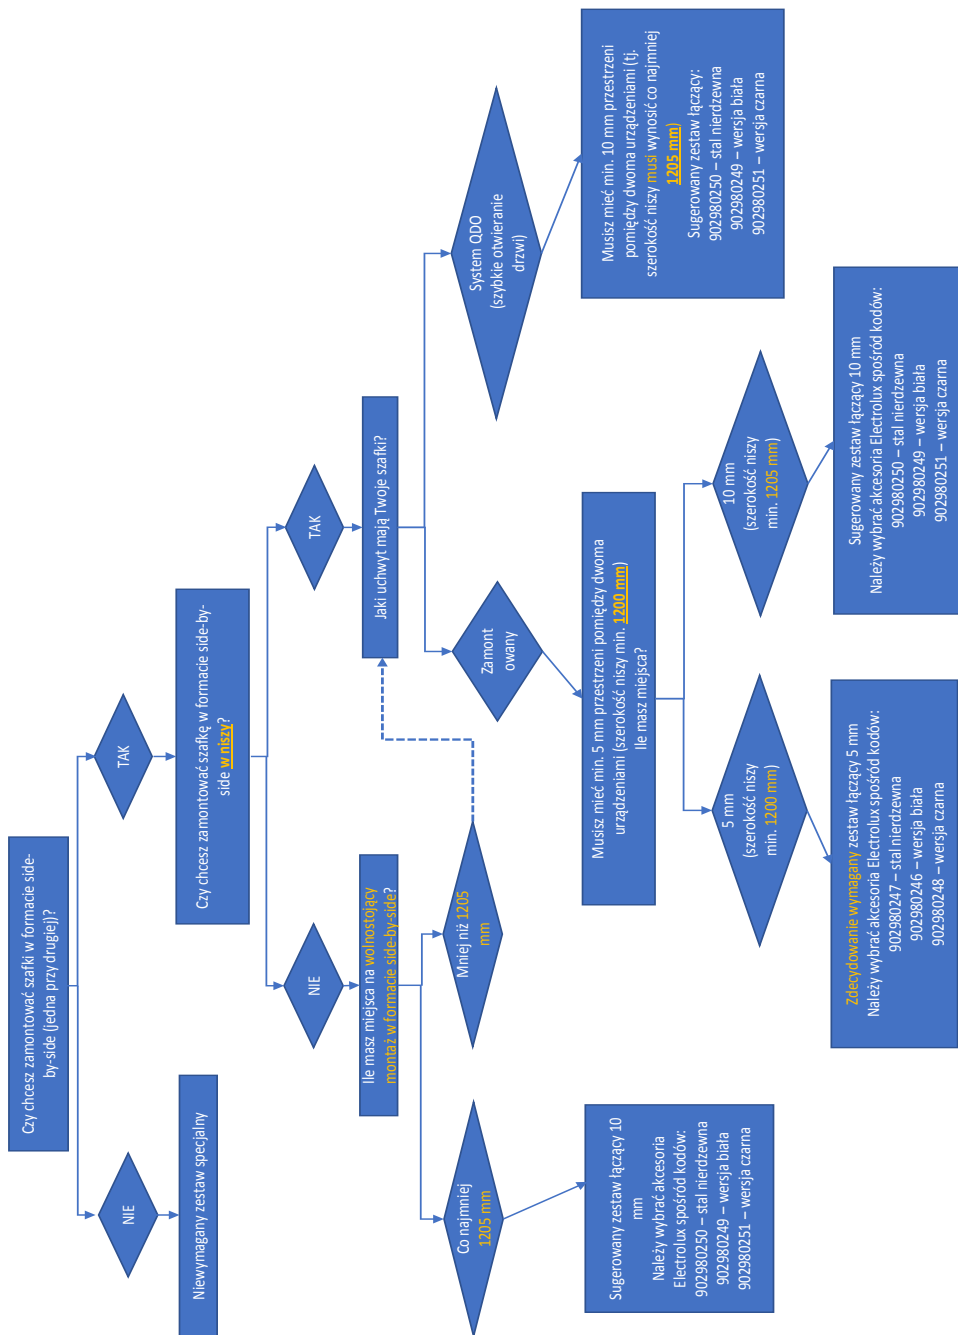 Czy chcesz zamontować szafki w formacie side-
by-side (jedna przy drugiej)?
NIE
Niewymagany zestaw specjalny
TAK
Czy chcesz zamontować szafkę w formacie side-by-
side w niszy?
NIE
Ile masz miejsca na wolnostojący
montaż w formacie side-by-side?
Co najmniej
1205 mm
Sugerowany zestaw łączący 10
mm
Należy wybrać akcesoria
Electrolux spośród kodów:
902980250 – stal nierdzewna
902980249 – wersja biała
902980251 – wersja czarna
Mniej niż 1205
mm
TAK
Jaki uchwyt mają Twoje szafki?
Zamont
owany
Musisz mieć min. 5 mm przestrzeni pomiędzy dwoma
urządzeniami (szerokość niszy min. 1200 mm)
Ile masz miejsca?
5 mm
(szerokość niszy
min. 1200 mm)
Zdecydowanie wymagany zestaw łączący 5 mm
Należy wybrać akcesoria Electrolux spośród kodów:
902980247 – stal nierdzewna
902980246 – wersja biała
902980248 – wersja czarna
10 mm
(szerokość niszy
min. 1205 mm)
Sugerowany zestaw łączący 10 mm
Należy wybrać akcesoria Electrolux spośród kodów:
902980250 – stal nierdzewna
902980249 – wersja biała
902980251 – wersja czarna
System QDO
(szybkie otwieranie
drzwi)
Musisz mieć min. 10 mm przestrzeni
pomiędzy dwoma urządzeniami (tj.
szerokość niszy musi wynosić co najmniej
1205 mm)
Sugerowany zestaw łączący:
902980250 – stal nierdzewna
902980249 – wersja biała
902980251 – wersja czarna